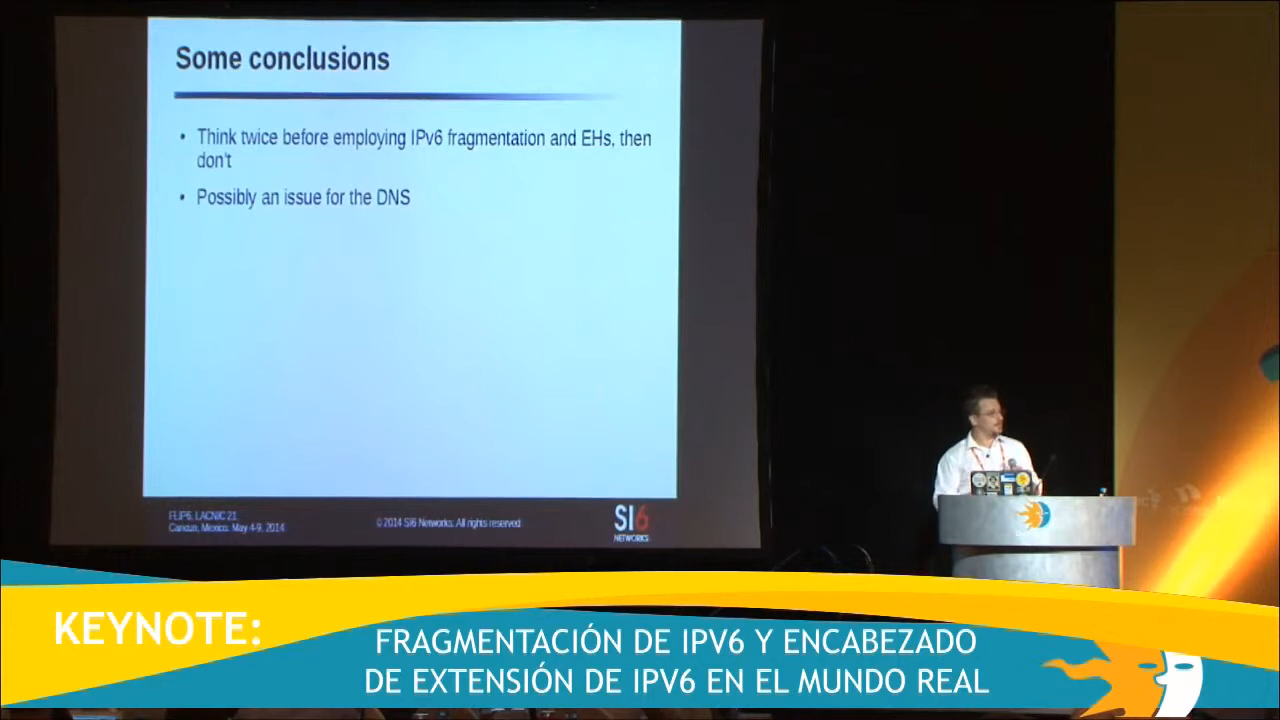 Some conclusions
• Think twice before employing IPv6 fragmentation and EHs, then
don't
• Possibly an issue for the DNS
FLIP6, LACNIC 21
Cancun, Mexico. May 4-9, 2014
© 2014 SI6 Networks. All rights reserved
SI6
NETWORKS
KEYNOTE:
FRAGMENTACIÓN DE IPV6 Y ENCABEZADO
DE EXTENSIÓN DE IPV6 EN EL MUNDO REAL